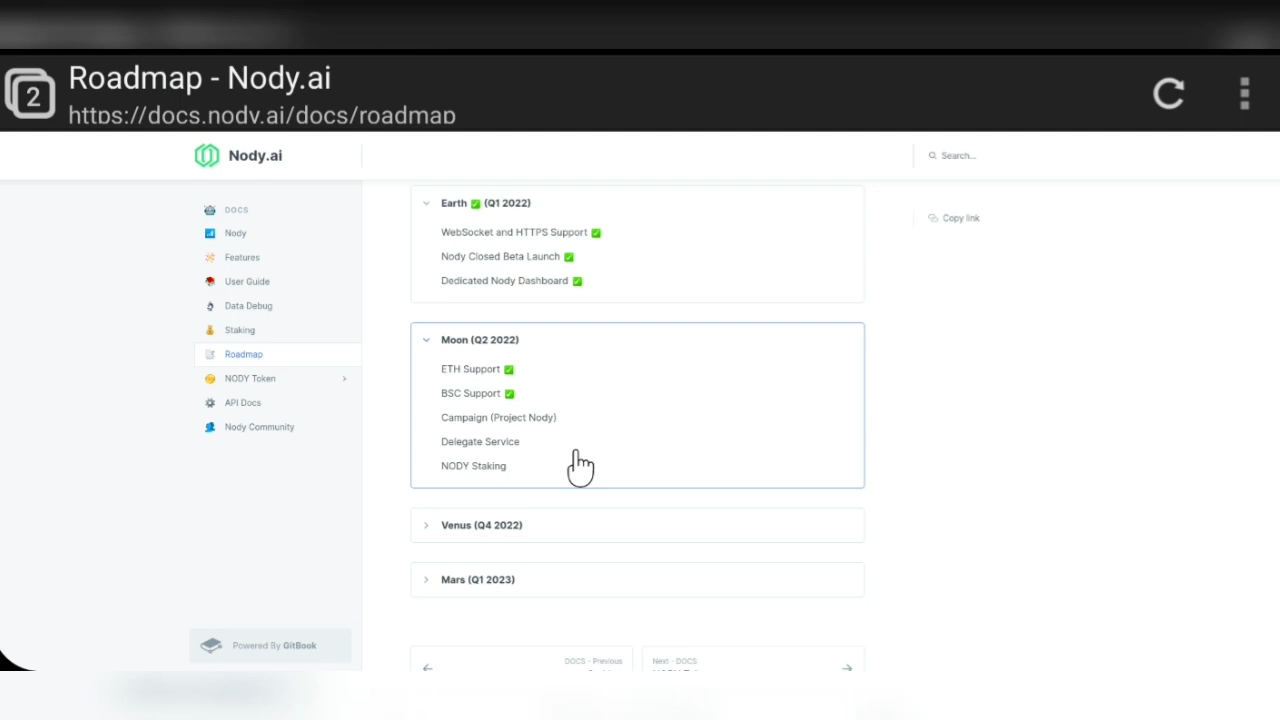 2
Roadmap - Nody.ai
https://docs.nody.ai/docs/roadmap
Nody.ai
Search...
DOCS
Nody
Features
User Guide
Data Debug
Staking
Roadmap
NODY Token
API Docs
Nody Community
Powered By GitBook
Earth ✅ (Q1 2022)
WebSocket and HTTPS Support ✅
Nody Closed Beta Launch ✅
Dedicated Nody Dashboard ✅
Moon (Q2 2022)
ETH Support ✅
BSC Support ✅
Campaign (Project Nody)
Delegate Service
NODY Staking
Venus (Q4 2022)
Mars (Q1 2023)
DOCS - Previous
Next - DOCS
Copy link